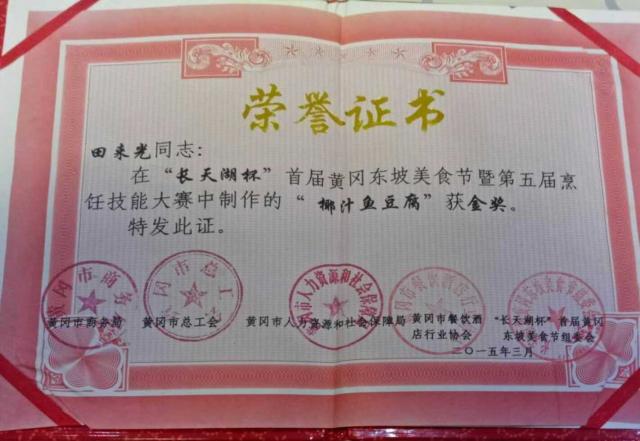 荣誉证书
田来光同志：
在“长天湖杯”首届黄冈东坡美食节暨第五届烹
饪技能大赛中制作的“椰汁鱼豆腐”获金奖。
特发此证。
黄冈市商务局
黄冈市总工会
黄冈市人力资源和社会保障局
黄冈市餐饮酒
店行业协会
“长天湖杯”首届黄冈
东坡美食节组委会
二〇一五年三月